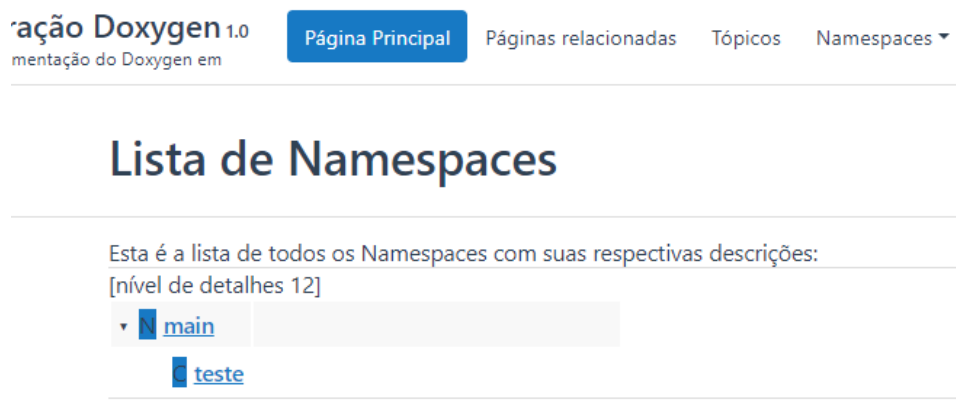 ração Doxygen 1.0
mentação do Doxygen em
Página Principal Páginas relacionadas Tópicos Namespaces
Lista de Namespaces
Esta é a lista de todos os Namespaces com suas respectivas descrições:
[nível de detalhes 12]
N main
C teste